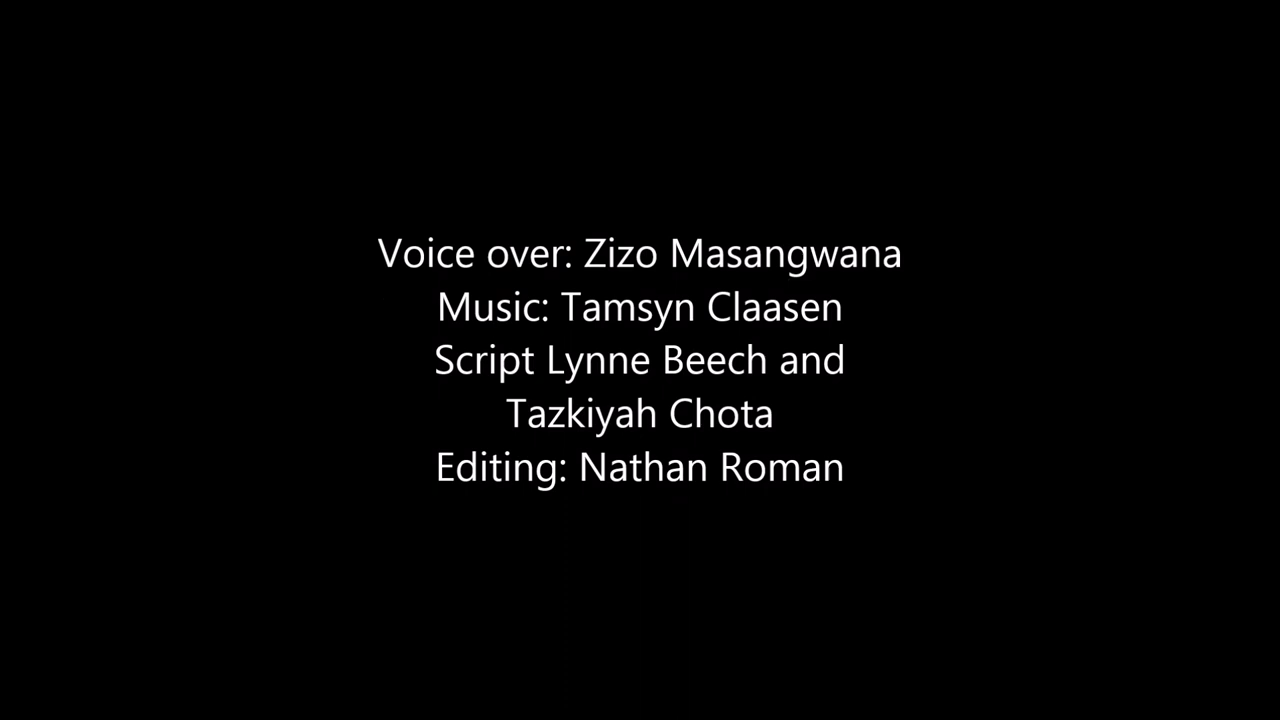 Voice over: Zizo Masangwana
Music: Tamsyn Claasen
Script Lynne Beech and
Tazkiyah Chota
Editing: Nathan Roman